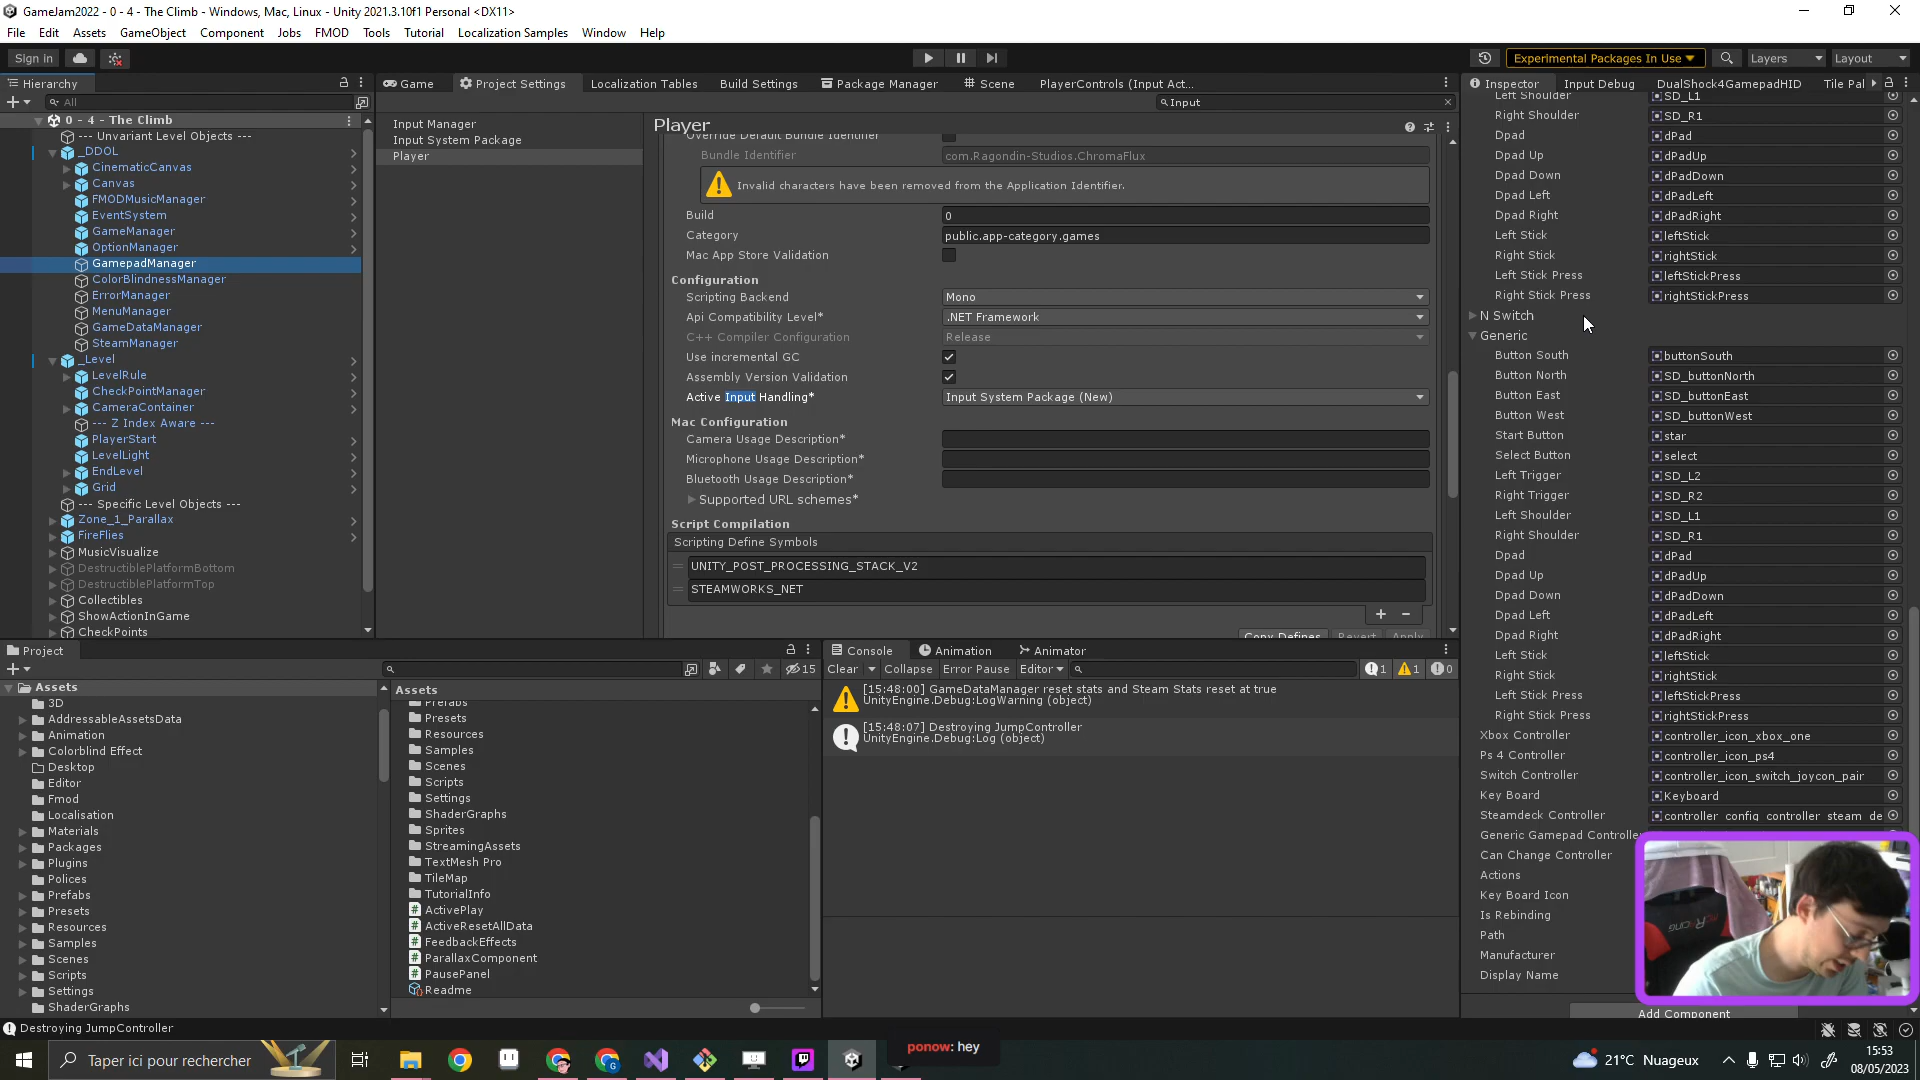 GameJam2022 - 0 - 4 - The Climb - Windows, Mac, Linux - Unity 2021.3.10f1 Personal <DX11>
File Edit Assets GameObject Component Jobs FMOD Tools Tutorial Localization Samples Window Help
Sign in Experimental Packages In Use Layers Layout
Hierarchy
All
0 - 4 - The Climb
--- Unvariant Level Objects ---
_DDOL
CinematicCanvas
Canvas
FMODMusicManager
EventSystem
GameManager
OptionManager
GamepadManager
ColorBlindnessManager
ErrorManager
MenuManager
GameDataManager
SteamManager
_Level
LevelRule
CheckPointManager
CameraContainer
--- Z Index Aware ---
PlayerStart
LevelLight
EndLevel
Grid
--- Specific Level Objects ---
Zone_1_Parallax
FireFlies
MusicVisualize
DestructiblePlatformBottom
DestructiblePlatformTop
Collectibles
ShowActionInGame
CheckPoints
Game Project Settings Localization Tables Build Settings Package Manager Scene PlayerControls (Input Act...
Input
Input Manager
Input System Package
Player
Player
Override Default Bundle Identifier
Bundle Identifier com.Ragondin-Studios.ChromaFlux
Invalid characters have been removed from the Application Identifier.
Build 0
Category public.app-category.games
Mac App Store Validation
Configuration
Scripting Backend Mono
Api Compatibility Level* .NET Framework
C++ Compiler Configuration Release
Use incremental GC
Assembly Version Validation
Active Input Handling* Input System Package (New)
Mac Configuration
Camera Usage Description*
Microphone Usage Description*
Bluetooth Usage Description*
Supported URL schemes*
Script Compilation
Scripting Define Symbols
UNITY_POST_PROCESSING_STACK_V2
STEAMWORKS_NET
Copy Defines Revert Apply
Inspector Input Debug DualShock4GamepadHID Tile Pal
Left Shoulder SD_L1
Right Shoulder SD_R1
Dpad dPad
Dpad Up dPadUp
Dpad Down dPadDown
Dpad Left dPadLeft
Dpad Right dPadRight
Left Stick leftStick
Right Stick rightStick
Left Stick Press leftStickPress
Right Stick Press rightStickPress
N Switch
Generic
Button South buttonSouth
Button North SD_buttonNorth
Button East SD_buttonEast
Button West SD_buttonWest
Start Button star
Select Button select
Left Trigger SD_L2
Right Trigger SD_R2
Left Shoulder SD_L1
Right Shoulder SD_R1
Dpad dPad
Dpad Up dPadUp
Dpad Down dPadDown
Dpad Left dPadLeft
Dpad Right dPadRight
Left Stick leftStick
Right Stick rightStick
Left Stick Press leftStickPress
Right Stick Press rightStickPress
Xbox Controller controller_icon_xbox_one
Ps 4 Controller controller_icon_ps4
Switch Controller controller_icon_switch_joycon_pair
Key Board Keyboard
Steamdeck Controller controller_config_controller_steam_de
Generic Gamepad Controller
Can Change Controller
Actions
Key Board Icon
Is Rebinding
Path
Manufacturer
Display Name
Add Component
Project
15
Assets
3D
AddressableAssetsData
Animation
Colorblind Effect
Desktop
Editor
Fmod
Localisation
Materials
Packages
Plugins
Polices
Prefabs
Presets
Resources
Samples
Scenes
Scripts
Settings
ShaderGraphs
Assets
Prefabs
Presets
Resources
Samples
Scenes
Scripts
Settings
ShaderGraphs
Sprites
StreamingAssets
TextMesh Pro
TileMap
TutorialInfo
ActivePlay
ActiveResetAllData
FeedbackEffects
ParallaxComponent
PausePanel
Readme
Console Animation Animator
Clear Collapse Error Pause Editor 1 1 0
[15:48:00] GameDataManager reset stats and Steam Stats reset at true
UnityEngine.Debug:LogWarning (object)
[15:48:07] Destroying JumpController
UnityEngine.Debug:Log (object)
Destroying JumpController
Taper ici pour rechercher
ponow: hey
21°C Nuageux
15:53
08/05/2023